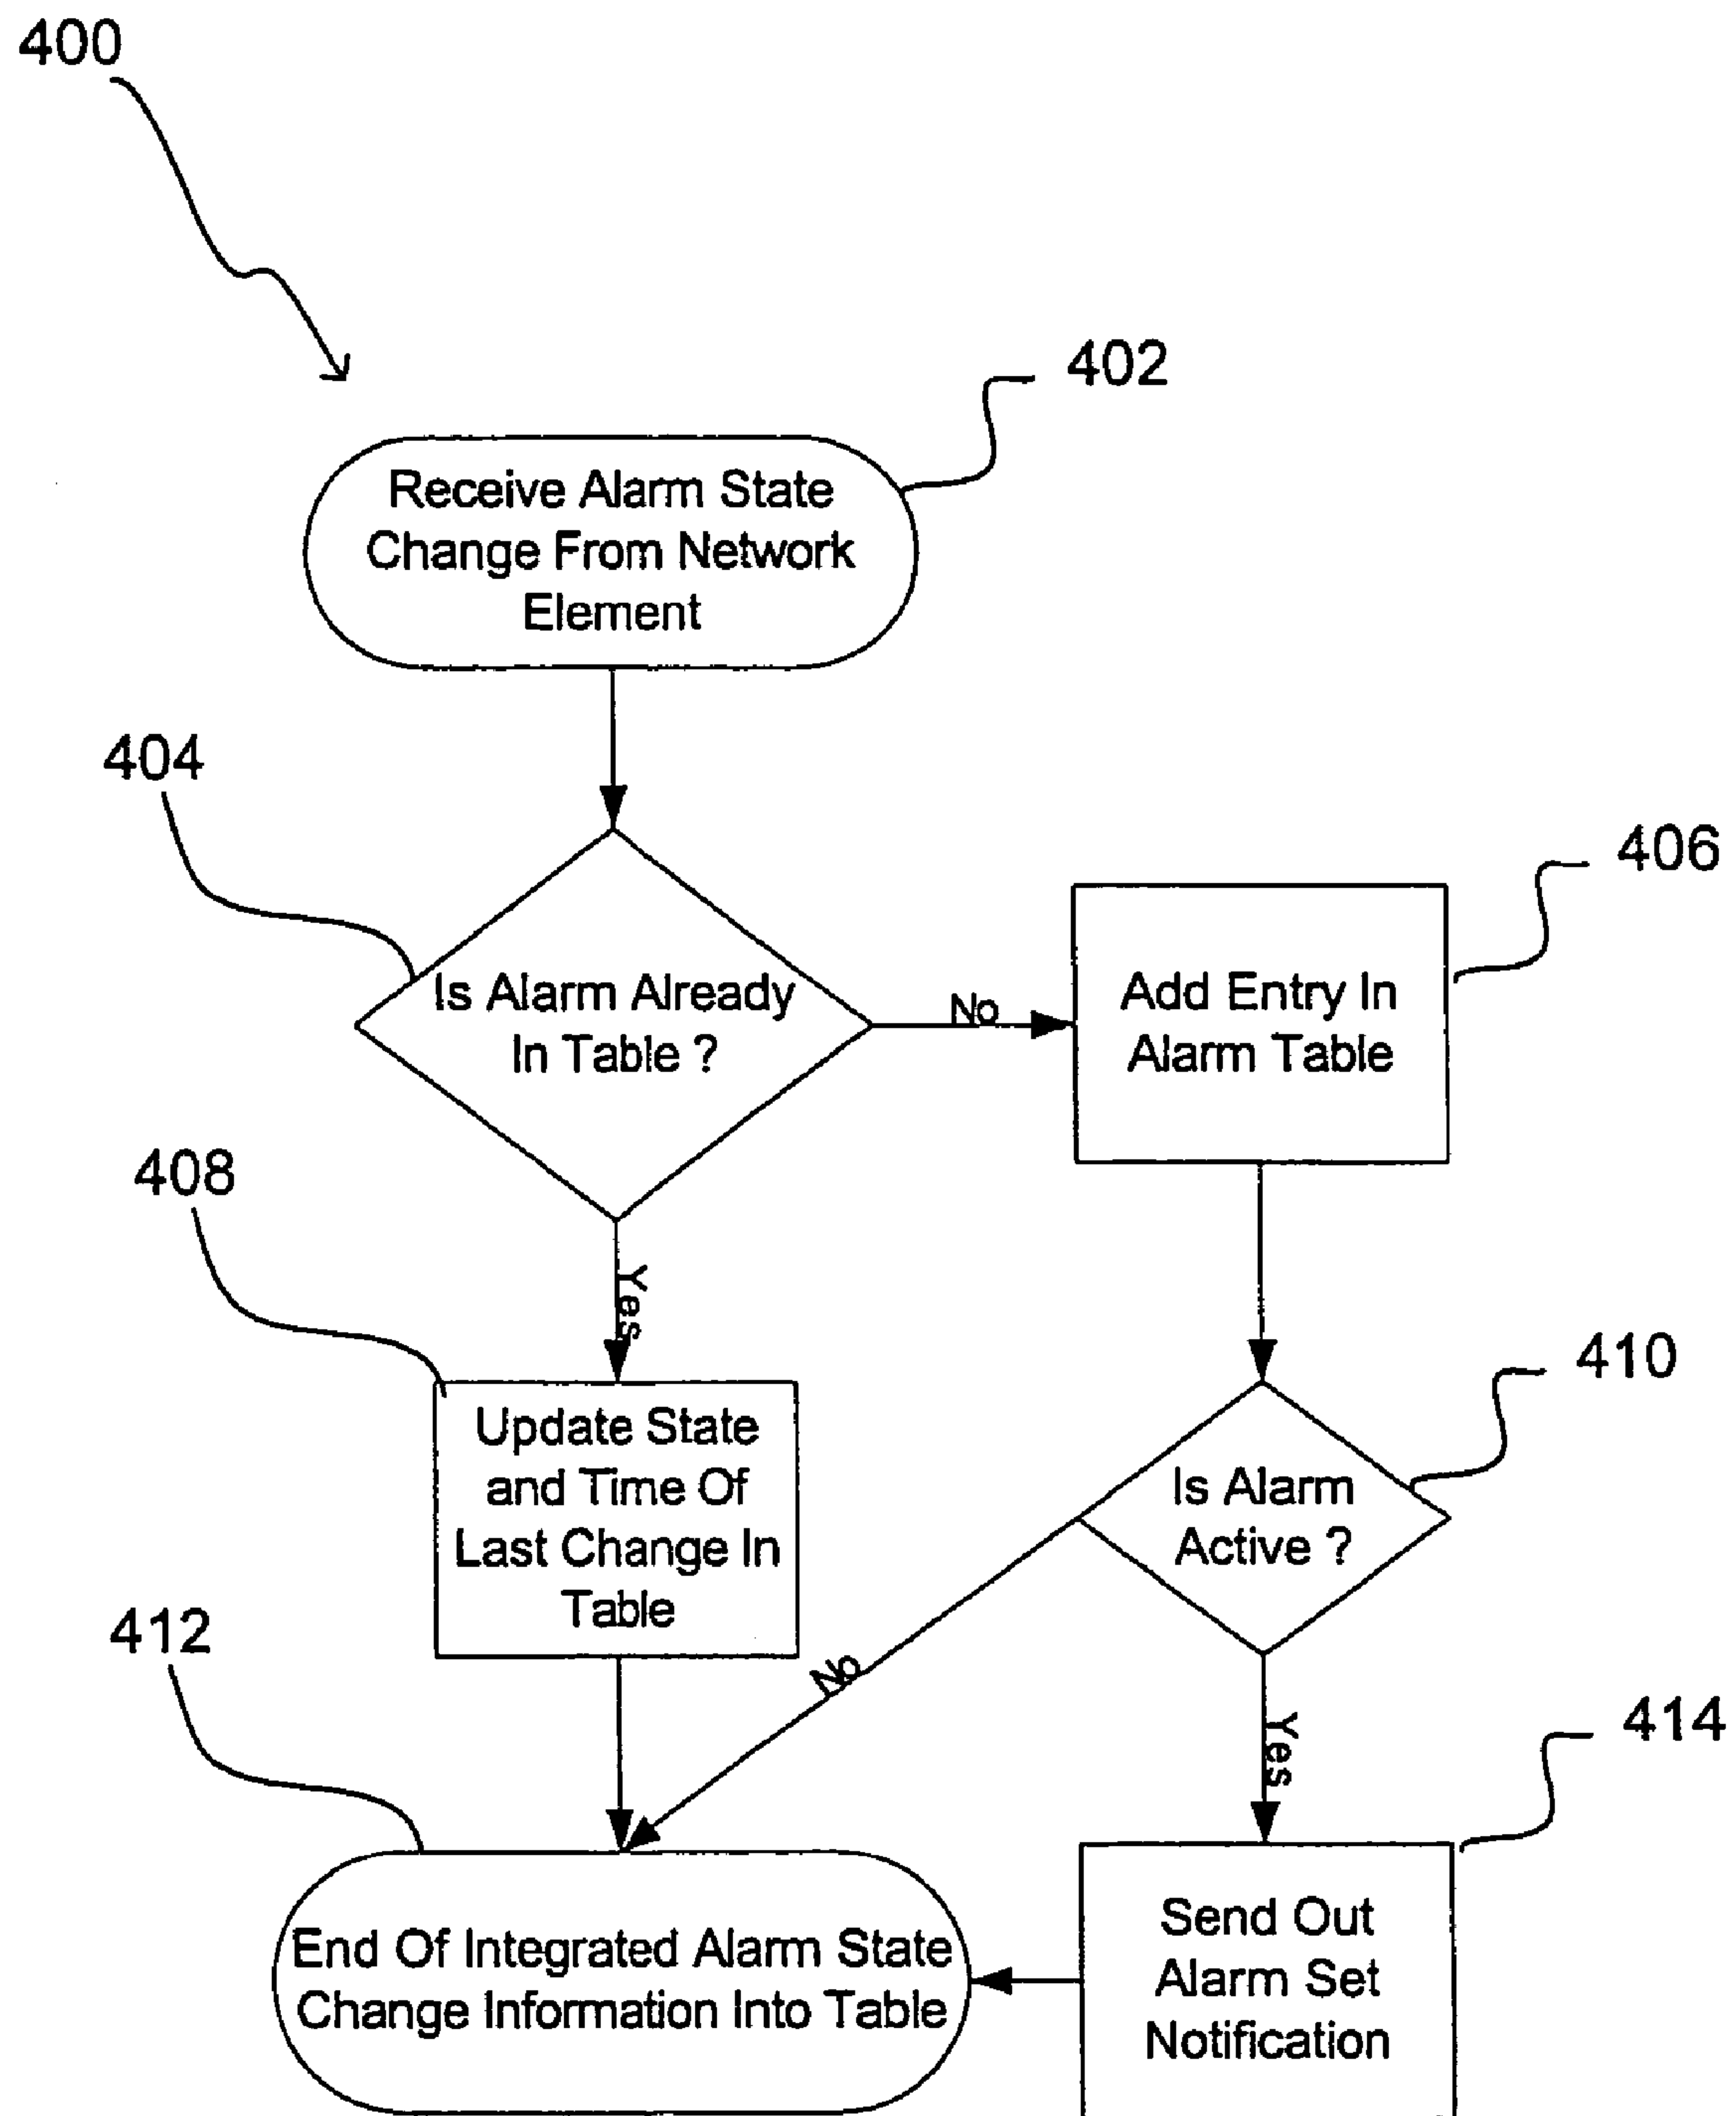 400
402
Receive Alarm State
Change From Network
Element
404
406
Is Alarm Already
In Table ?
No
Add Entry In
Alarm Table
408
Yes
410
Update State
and Time Of
Last Change In
Table
Is Alarm
Active ?
412
No
Yes
414
End Of Integrated Alarm State
Change Information Into Table
Send Out
Alarm Set
Notification